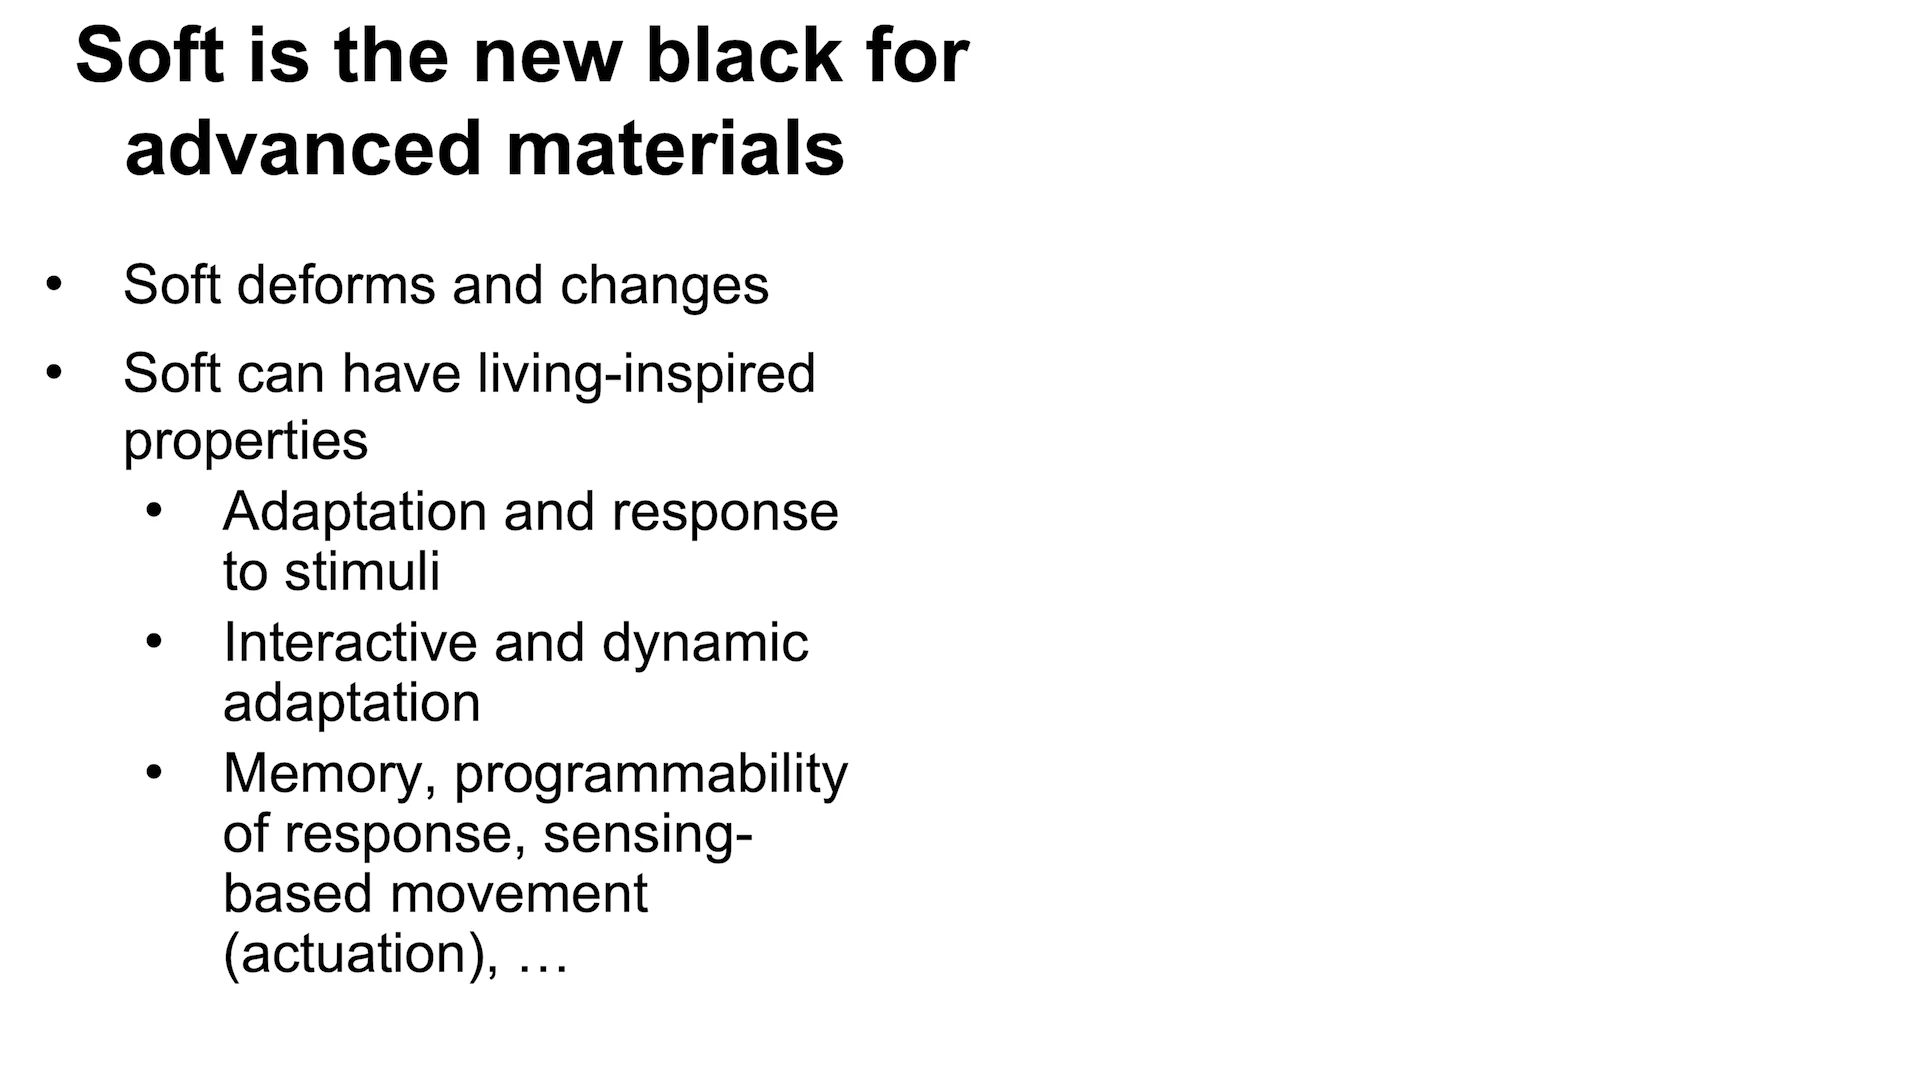 Soft is the new black for
advanced materials
• Soft deforms and changes
• Soft can have living-inspired
properties
• Adaptation and response
to stimuli
• Interactive and dynamic
adaptation
• Memory, programmability
of response, sensing-
based movement
(actuation), …